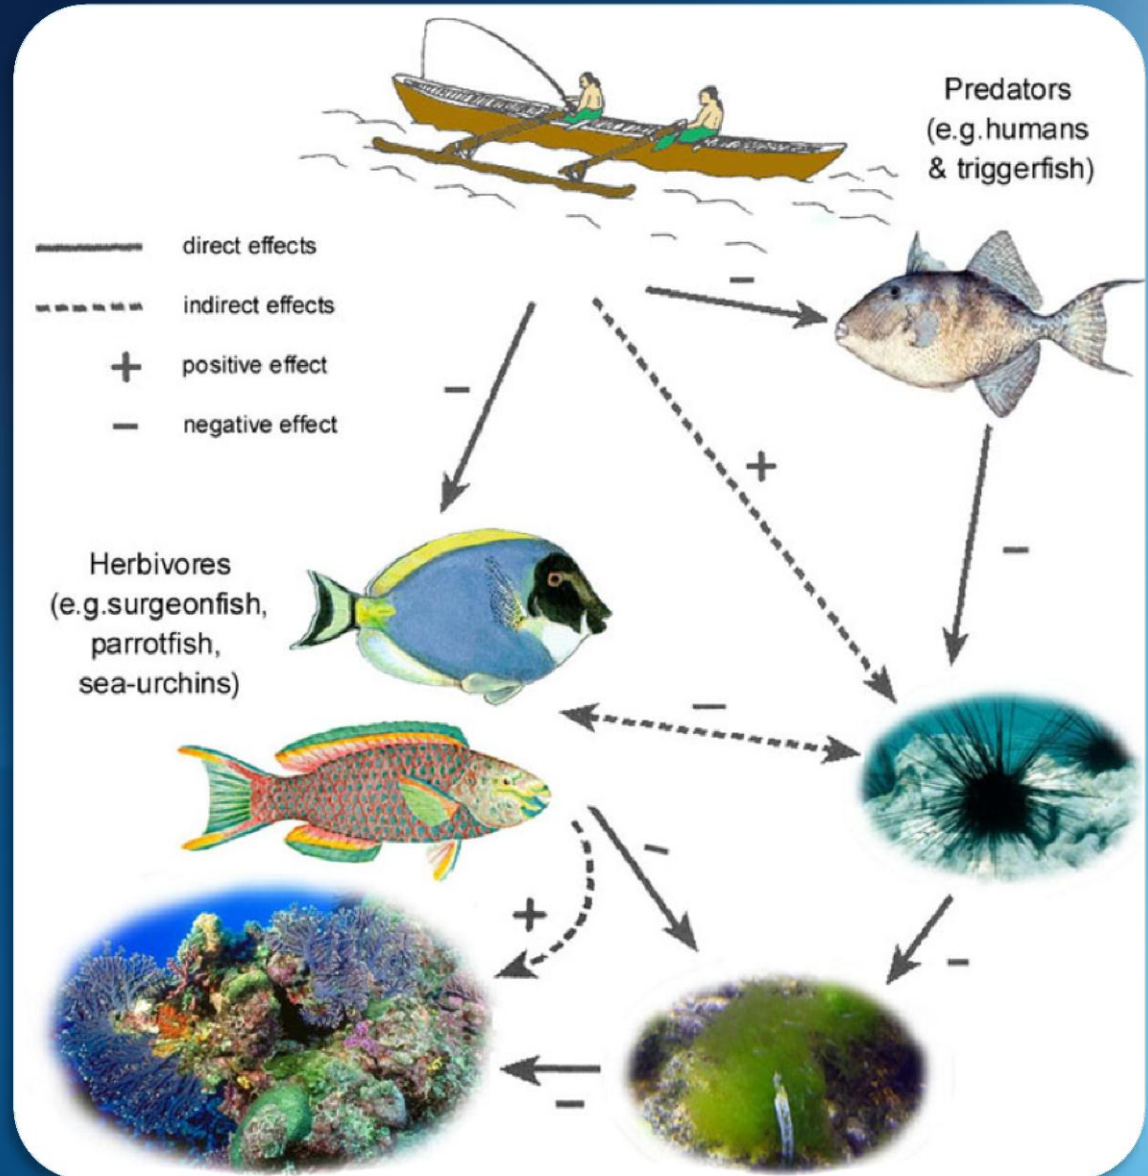 Predators
(e.g.humans
& triggerfish)
direct effects
indirect effects
+ positive effect
− negative effect
−
−
+
−
Herbivores
(e.g.surgeonfish,
parrotfish,
sea-urchins)
−
−
+
−
−